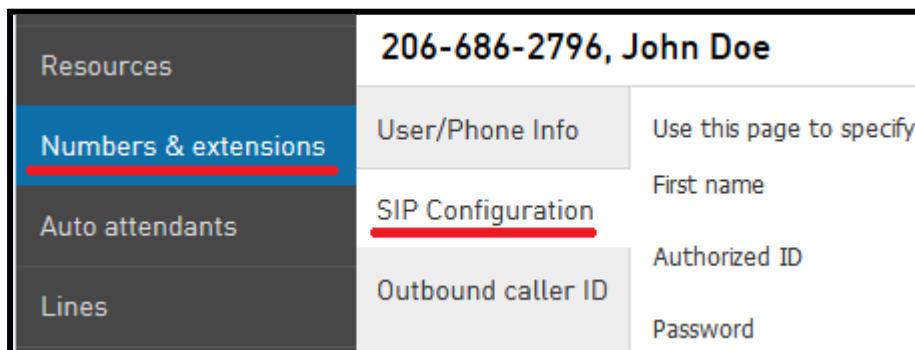 Resources
Numbers & extensions
Auto attendants
Lines
206-686-2796, John Doe
User/Phone Info
SIP Configuration
Outbound caller ID
Use this page to specify
First name
Authorized ID
Password